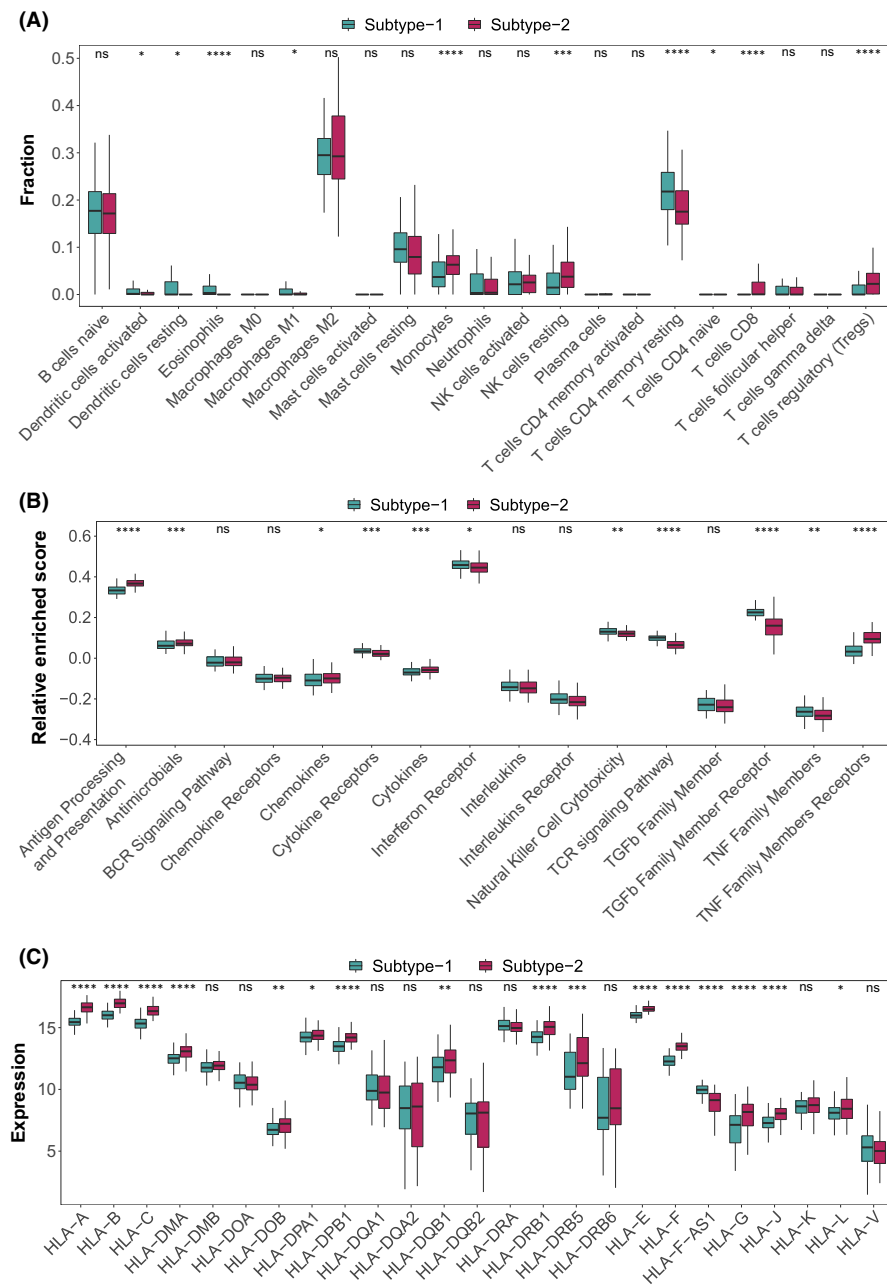 (A)
Subtype−1 Subtype−2
ns * * **** ns * ns ns ns **** ns ns *** ns ns **** * **** ns ns ****
Fraction
0.5
0.4
0.3
0.2
0.1
0.0
B cells naive
Dendritic cells activated
Dendritic cells resting
Eosinophils
Macrophages M0
Macrophages M1
Macrophages M2
Mast cells activated
Mast cells resting
Monocytes
Neutrophils
NK cells activated
NK cells resting
Plasma cells
T cells CD4 memory activated
T cells CD4 memory resting
T cells CD4 naive
T cells CD8
T cells follicular helper
T cells gamma delta
T cells regulatory (Tregs)
(B)
Subtype−1 Subtype−2
**** *** ns ns * *** *** * ns ns ** **** ns **** ** ****
Relative enriched score
0.6
0.4
0.2
0.0
−0.2
−0.4
Antigen Processing
and Presentation
Antimicrobials
BCR Signaling Pathway
Chemokine Receptors
Chemokines
Cytokine Receptors
Cytokines
Interferon Receptor
Interleukins
Interleukins Receptor
Natural Killer Cell Cytotoxicity
TCR signaling Pathway
TGFb Family Member
TGFb Family Member Receptor
TNF Family Members
TNF Family Members Receptors
(C)
Subtype−1 Subtype−2
**** **** **** **** ns ns ** * **** ns ns ** ns ns **** *** ns **** **** **** **** **** ns * ns
Expression
15
10
5
HLA−A
HLA−B
HLA−C
HLA−DMA
HLA−DMB
HLA−DOA
HLA−DOB
HLA−DPA1
HLA−DPB1
HLA−DQA1
HLA−DQA2
HLA−DQB1
HLA−DQB2
HLA−DRA
HLA−DRB1
HLA−DRB5
HLA−DRB6
HLA−E
HLA−F
HLA−F−AS1
HLA−G
HLA−J
HLA−K
HLA−L
HLA−V